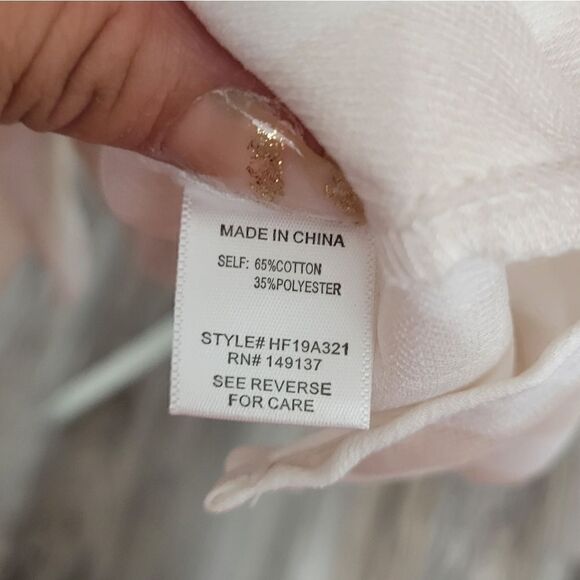 MADE IN CHINA
SELF: 65%COTTON
35%POLYESTER
STYLE# HF19A321
RN# 149137
SEE REVERSE
FOR CARE